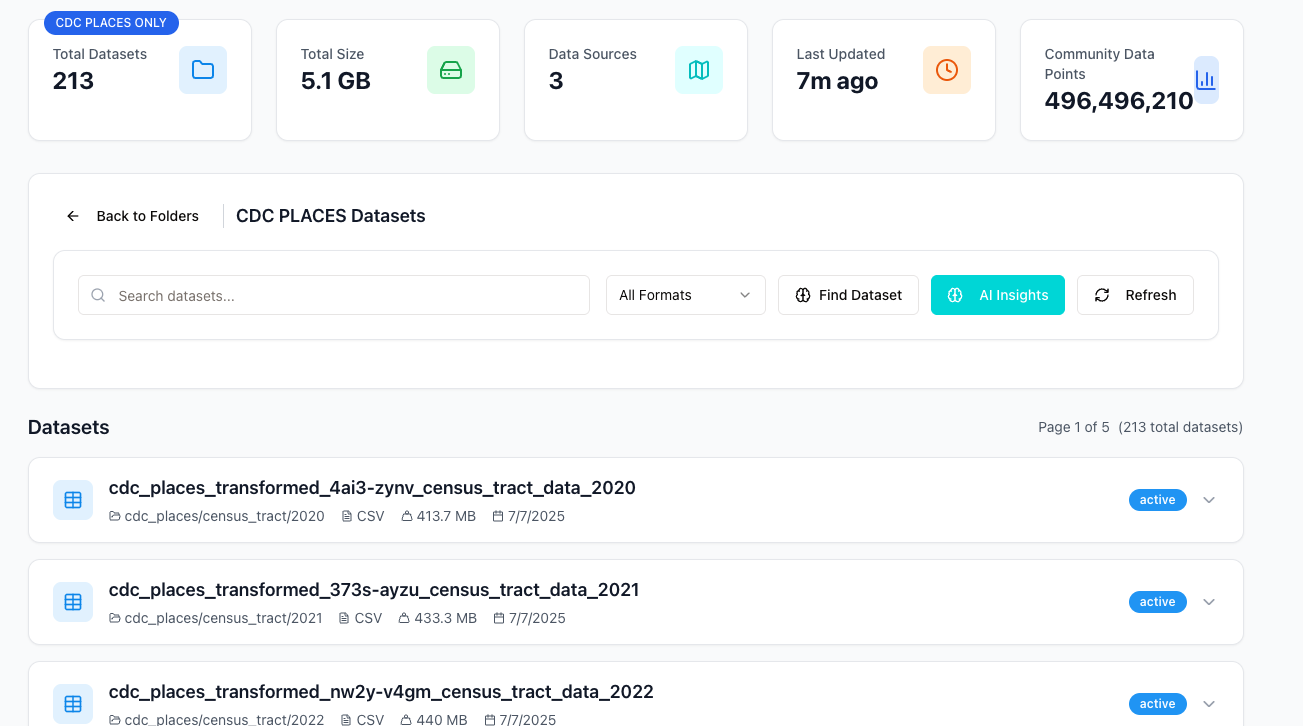 CDC PLACES ONLY
Total Datasets
213
Total Size
5.1 GB
Data Sources
3
Last Updated
7m ago
Community Data
Points
496,496,210
Back to Folders
CDC PLACES Datasets
Search datasets...
All Formats
Find Dataset
AI Insights
Refresh
Datasets
Page 1 of 5 (213 total datasets)
cdc_places_transformed_4ai3-zynv_census_tract_data_2020
cdc_places/census_tract/2020 CSV 413.7 MB 7/7/2025
active
cdc_places_transformed_373s-ayzu_census_tract_data_2021
cdc_places/census_tract/2021 CSV 433.3 MB 7/7/2025
active
cdc_places_transformed_nw2y-v4gm_census_tract_data_2022
cdc_places/census_tract/2022 CSV 440 MB 7/7/2025
active